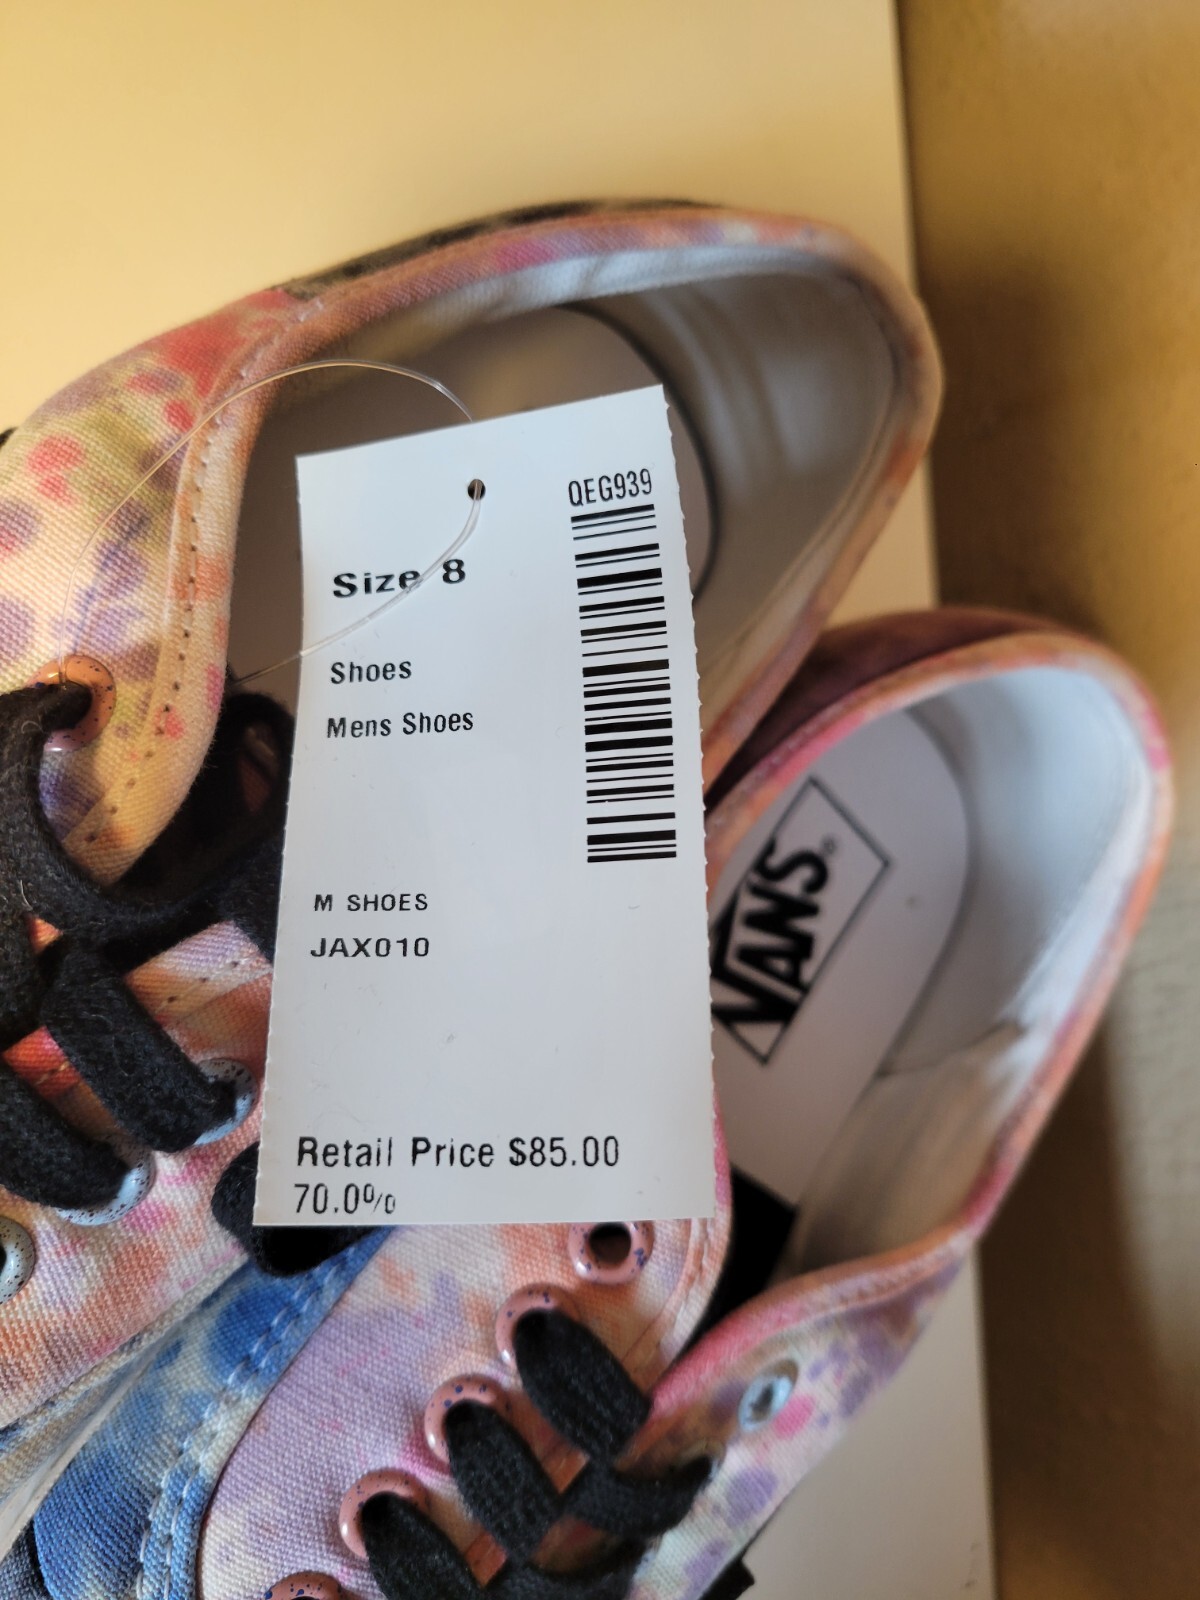 QEG939
Size 8
Shoes
Mens Shoes
M SHOES
JAX010
Retail Price $85.00
70.0%
VANS®